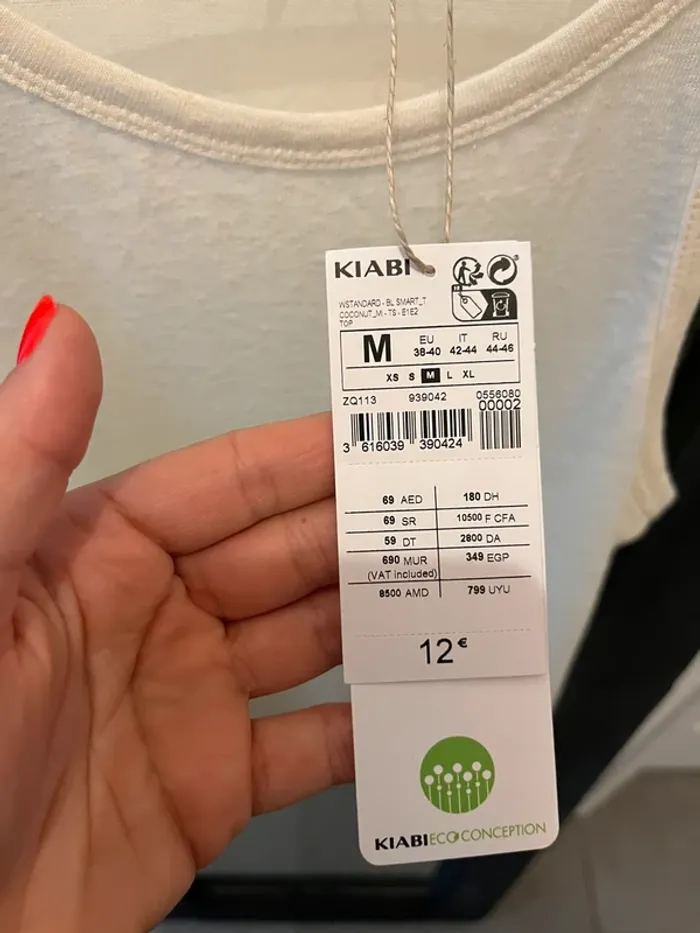 KIABI
WSTANDARD - BL SMART_T
COCONUT_M - TS - E1E2
TOP
M
EU IT RU
38-40 42-44 44-46
XS S M L XL
ZQ113 939042 0556080
00002
3 616039 390424
69 AED 180 DH
69 SR 10500 F CFA
59 DT 2800 DA
690 MUR 349 EGP
(VAT included)
8500 AMD 799 UYU
12€
KIABI ECO CONCEPTION